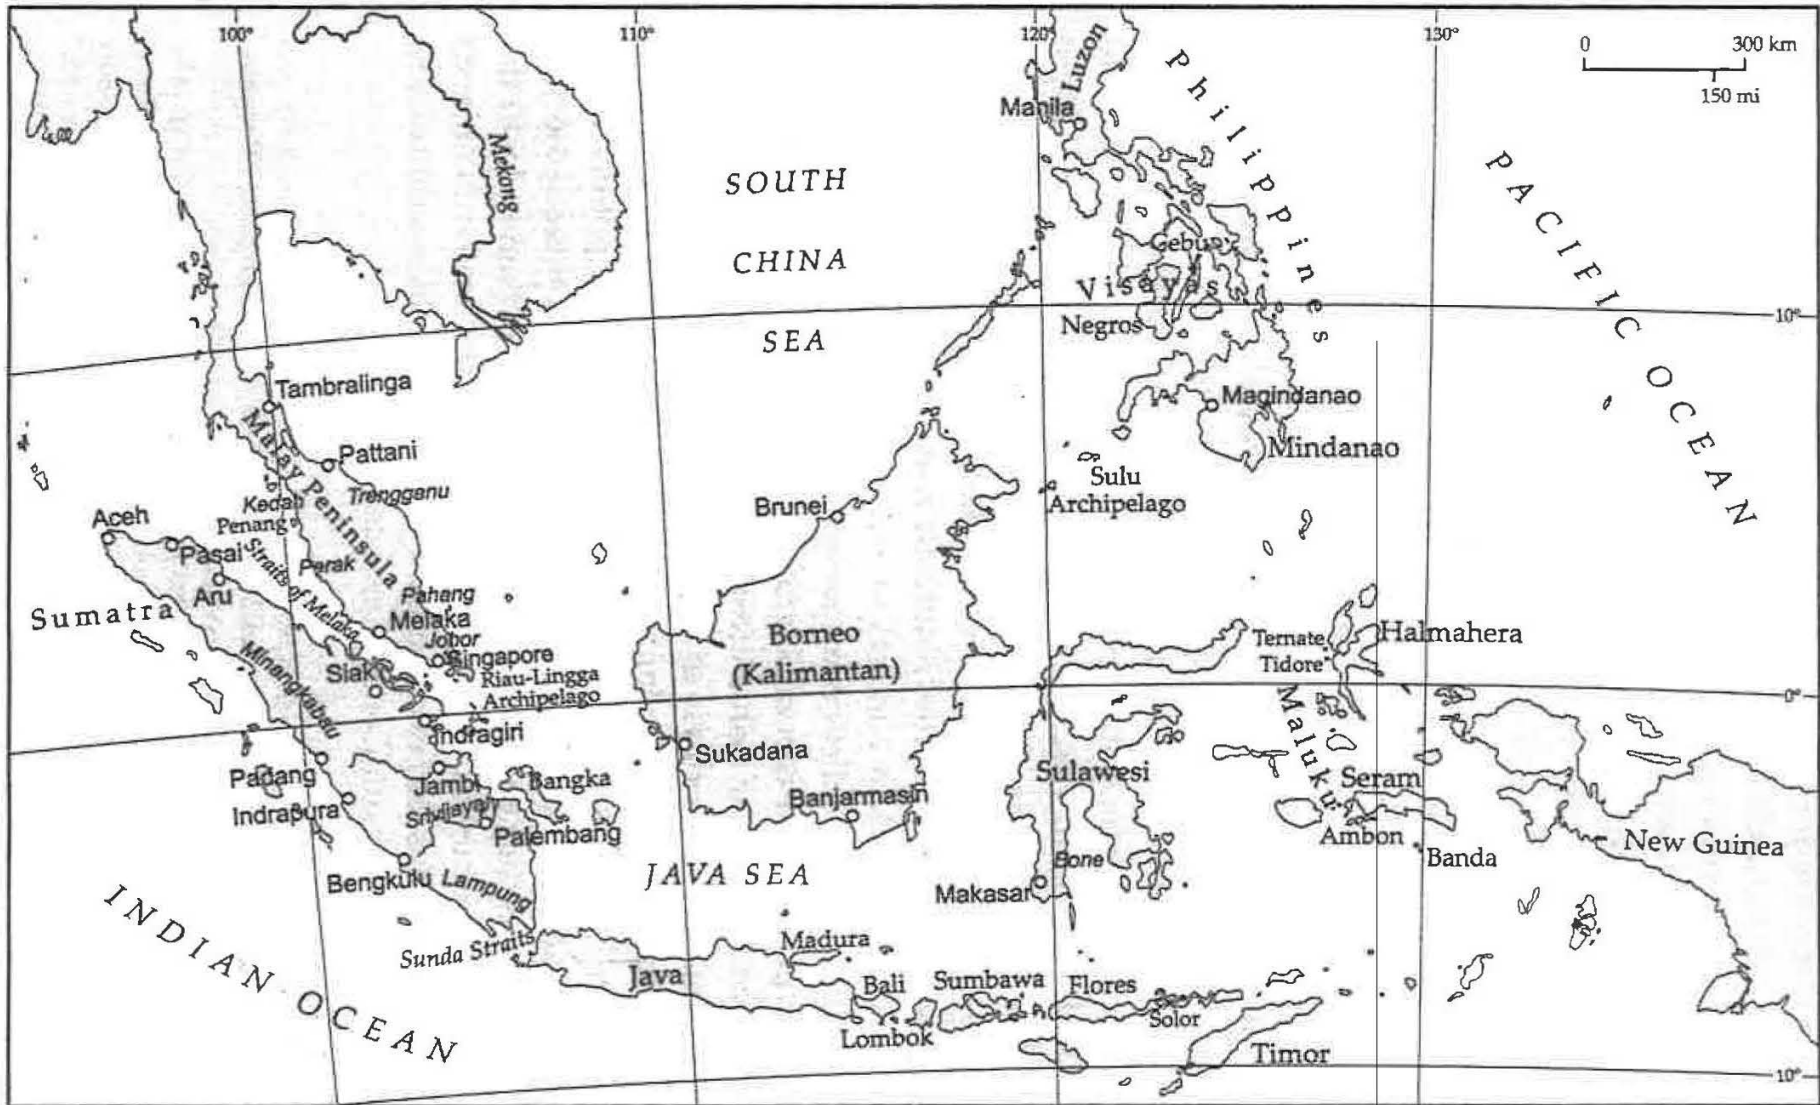 100°
110°
120°
130°
0
300 km
150 mi
Luzon
Manila
Philippines
Mekong
SOUTH
CHINA
SEA
PACIFIC OCEAN
Cebu
Visayas
Negros
10°
Tambralinga
Magindanao
Malay Peninsula
Pattani
Mindanao
Sulu
Archipelago
Kedah
Trengganu
Penang
Brunei
Aceh
Pasai
Straits of Melaka
Perak
Aru
Pahang
Sumatra
Melaka
Johor
Borneo
(Kalimantan)
Ternate
Halmahera
Tidore
Singapore
Minangkabau
Siak
Riau-Lingga
Archipelago
Maluku
0°
Indragiri
Sukadana
Padang
Jambi
Bangka
Sulawesi
Seram
Indrapura
Srivijaya
Palembang
Banjarmasin
Ambon
New Guinea
Banda
Bengkulu
Lampung
JAVA SEA
Bone
Makasar
INDIAN OCEAN
Sunda Straits
Madura
Java
Bali
Sumbawa
Flores
Solor
Lombok
Timor
10°